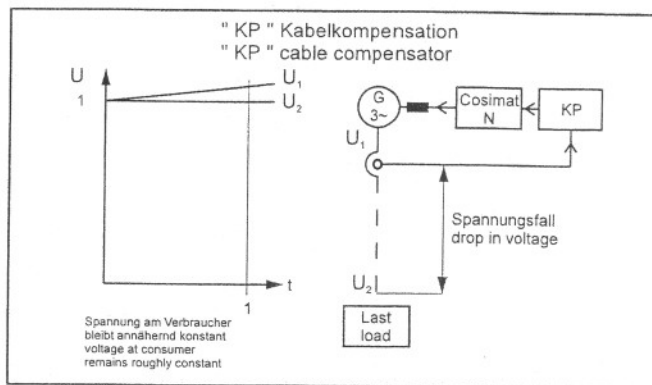 " KP " Kabelkompensation
" KP " cable compensator
U
1
U1
U2
t
1
Spannung am Verbraucher
bleibt annähernd konstant
voltage at consumer
remains roughly constant
G
3~
Cosimat
N
KP
U1
Spannungsfall
drop in voltage
U2
Last
load